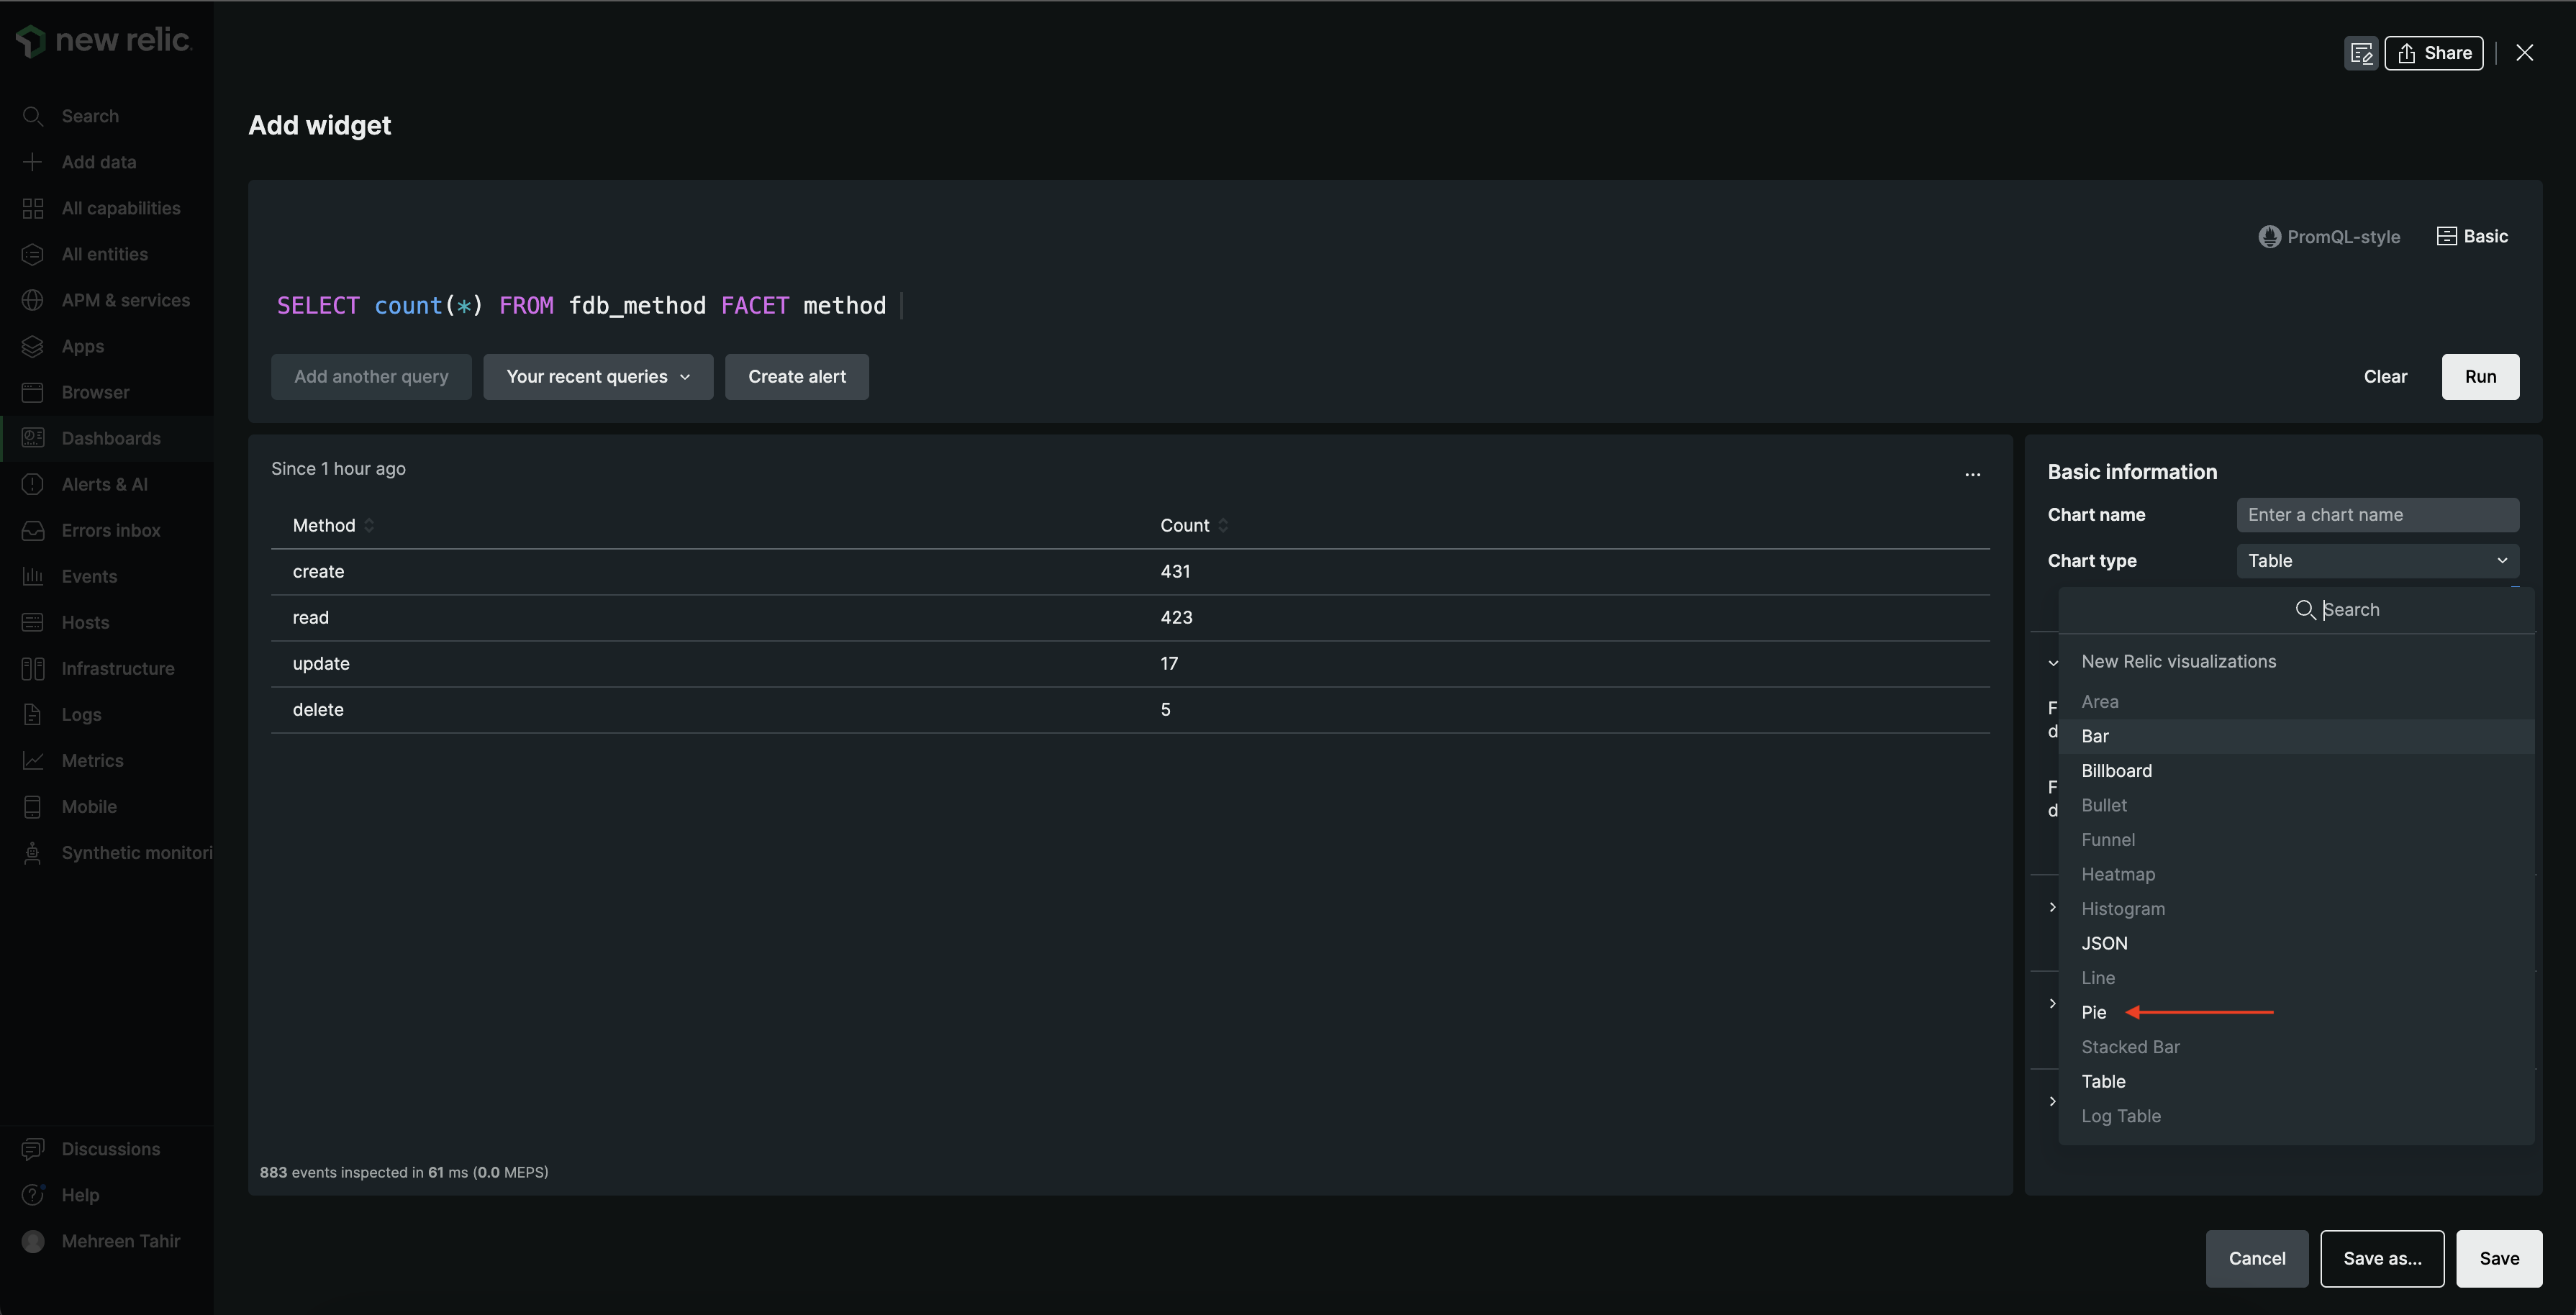 new relic.
Share
Search
Add data
All capabilities
All entities
APM & services
Apps
Browser
Dashboards
Alerts & AI
Errors inbox
Events
Hosts
Infrastructure
Logs
Metrics
Mobile
Synthetic monitori
Discussions
Help
Mehreen Tahir
Add widget
PromQL-style
Basic
SELECT count(*) FROM fdb_method FACET method
Add another query
Your recent queries
Create alert
Clear
Run
Since 1 hour ago
...
Method Count
create 431
read 423
update 17
delete 5
883 events inspected in 61 ms (0.0 MEPS)
Basic information
Chart name
Enter a chart name
Chart type
Table
Search
New Relic visualizations
Area
F
d
Bar
Billboard
F
d
Bullet
Funnel
Heatmap
Histogram
JSON
Line
Pie
Stacked Bar
Table
Log Table
Cancel
Save as...
Save